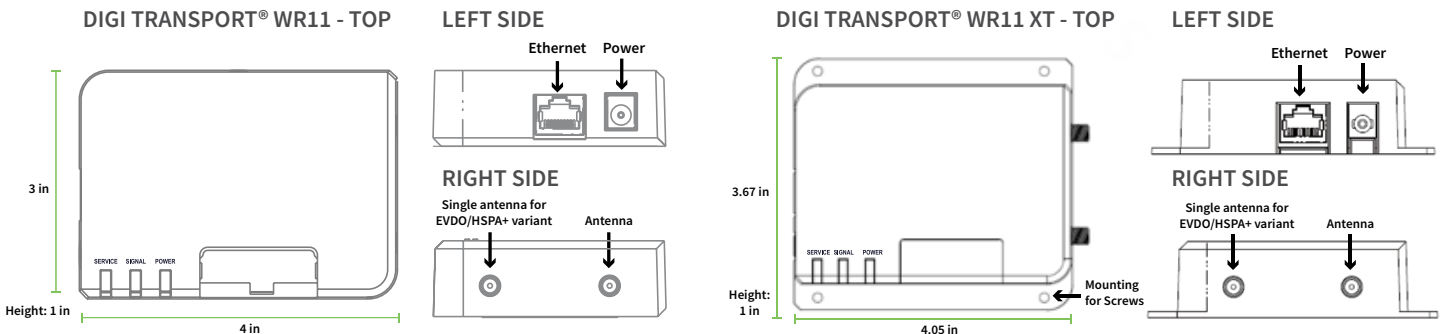 DIGI TRANSPORT® WR11 - TOP
LEFT SIDE
Ethernet Power
3 in
SERVICE SIGNAL POWER
Height: 1 in
4 in
RIGHT SIDE
Single antenna for
EVDO/HSPA+ variant
Antenna
DIGI TRANSPORT® WR11 XT - TOP
LEFT SIDE
Ethernet Power
3.67 in
SERVICE SIGNAL POWER
Height:
1 in
4.05 in
Mounting
for Screws
RIGHT SIDE
Single antenna for
EVDO/HSPA+ variant
Antenna